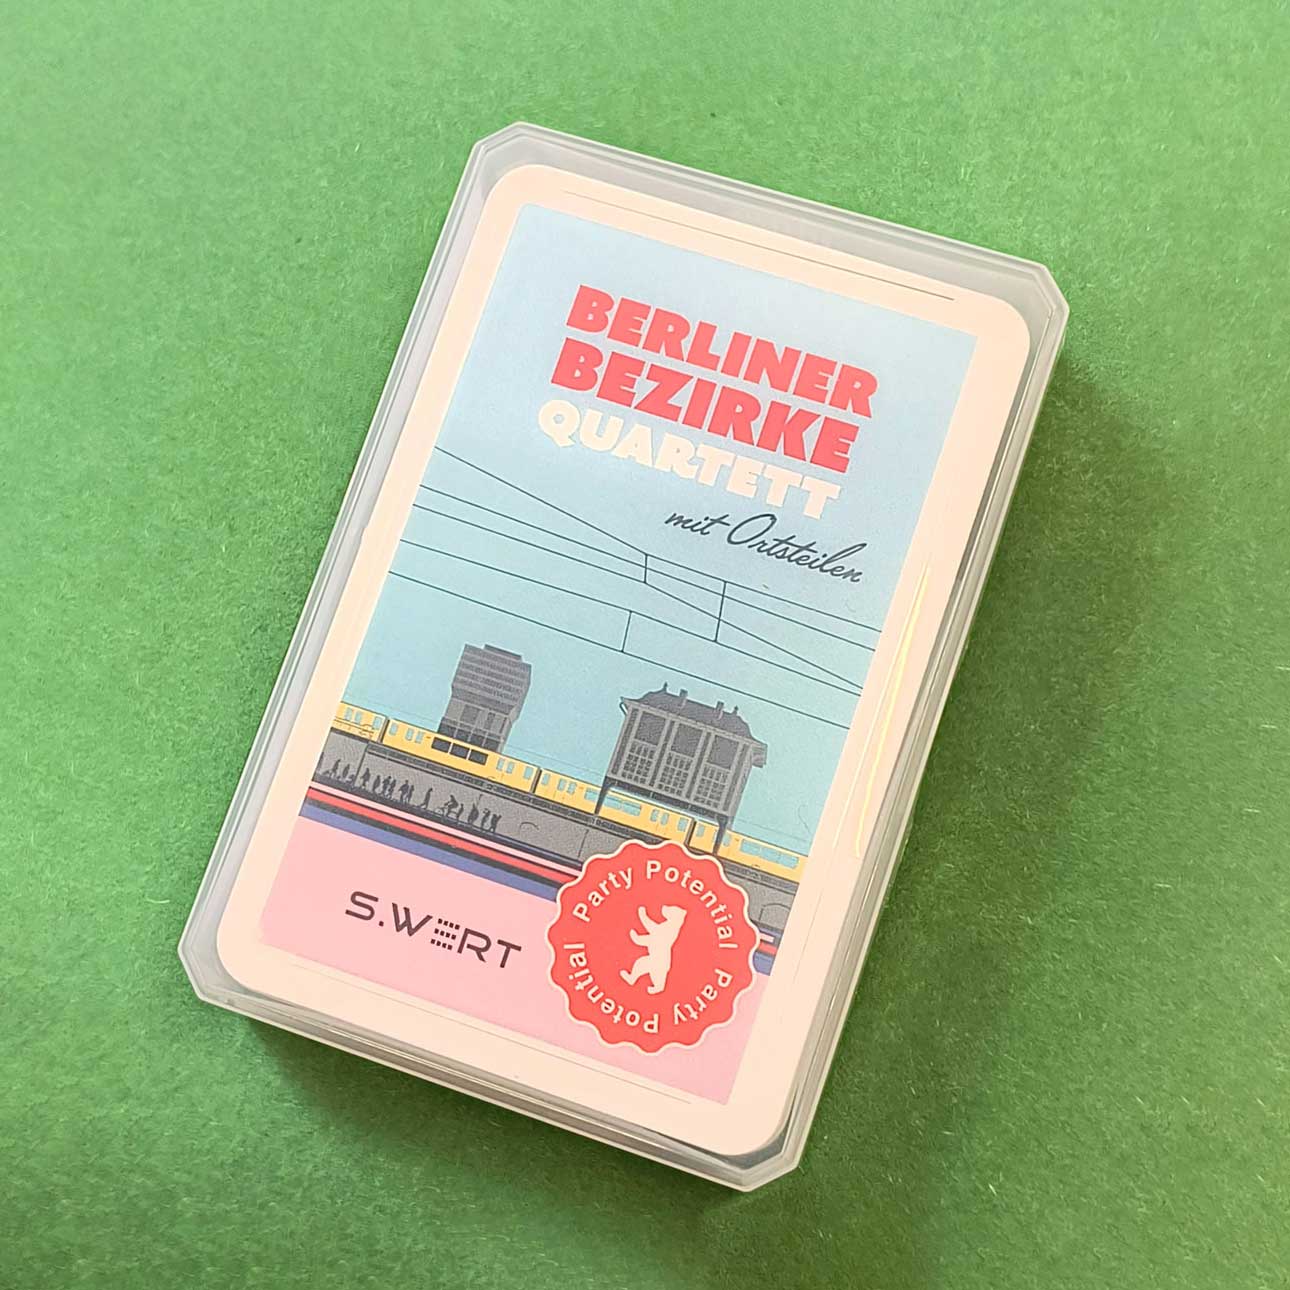 BERLINER
BEZIRKE
QUARTETT
mit Ortsteilen
S.WERT
Party Potential
Party Potential